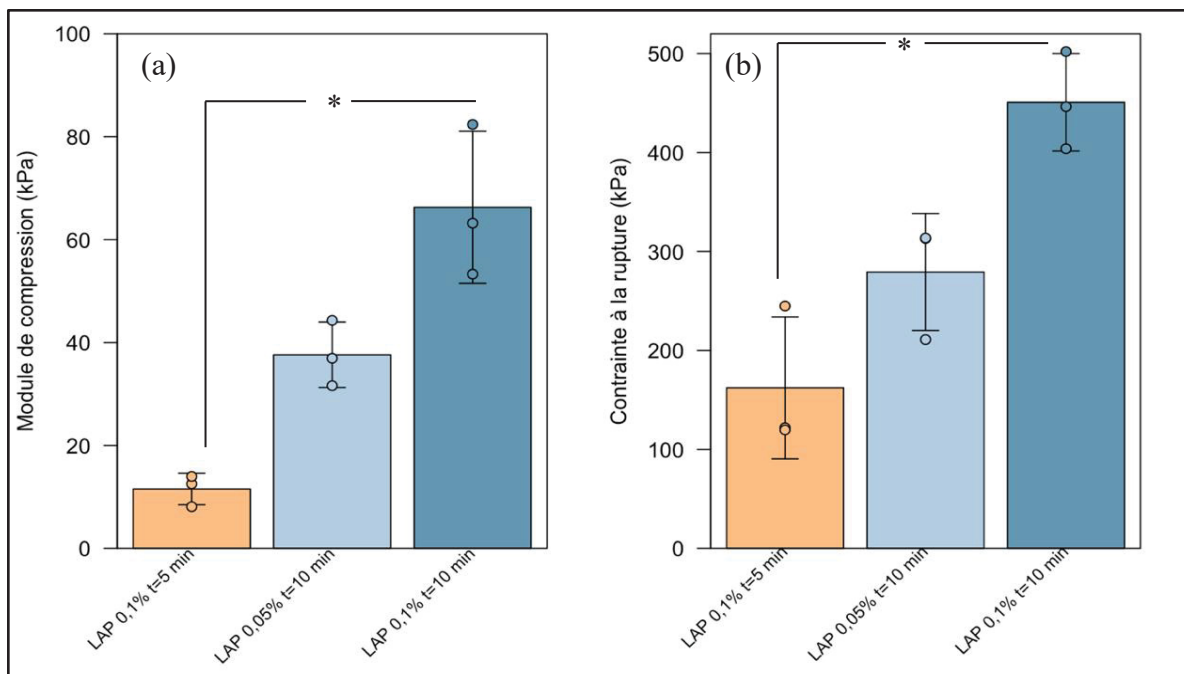 (a)
*
Module de compression (kPa)
100
80
60
40
20
0
LAP 0,1% t=5 min
LAP 0,05% t=10 min
LAP 0,1% t=10 min
(b)
*
Contrainte à la rupture (kPa)
500
400
300
200
100
0
LAP 0,1% t=5 min
LAP 0,05% t=10 min
LAP 0,1% t=10 min